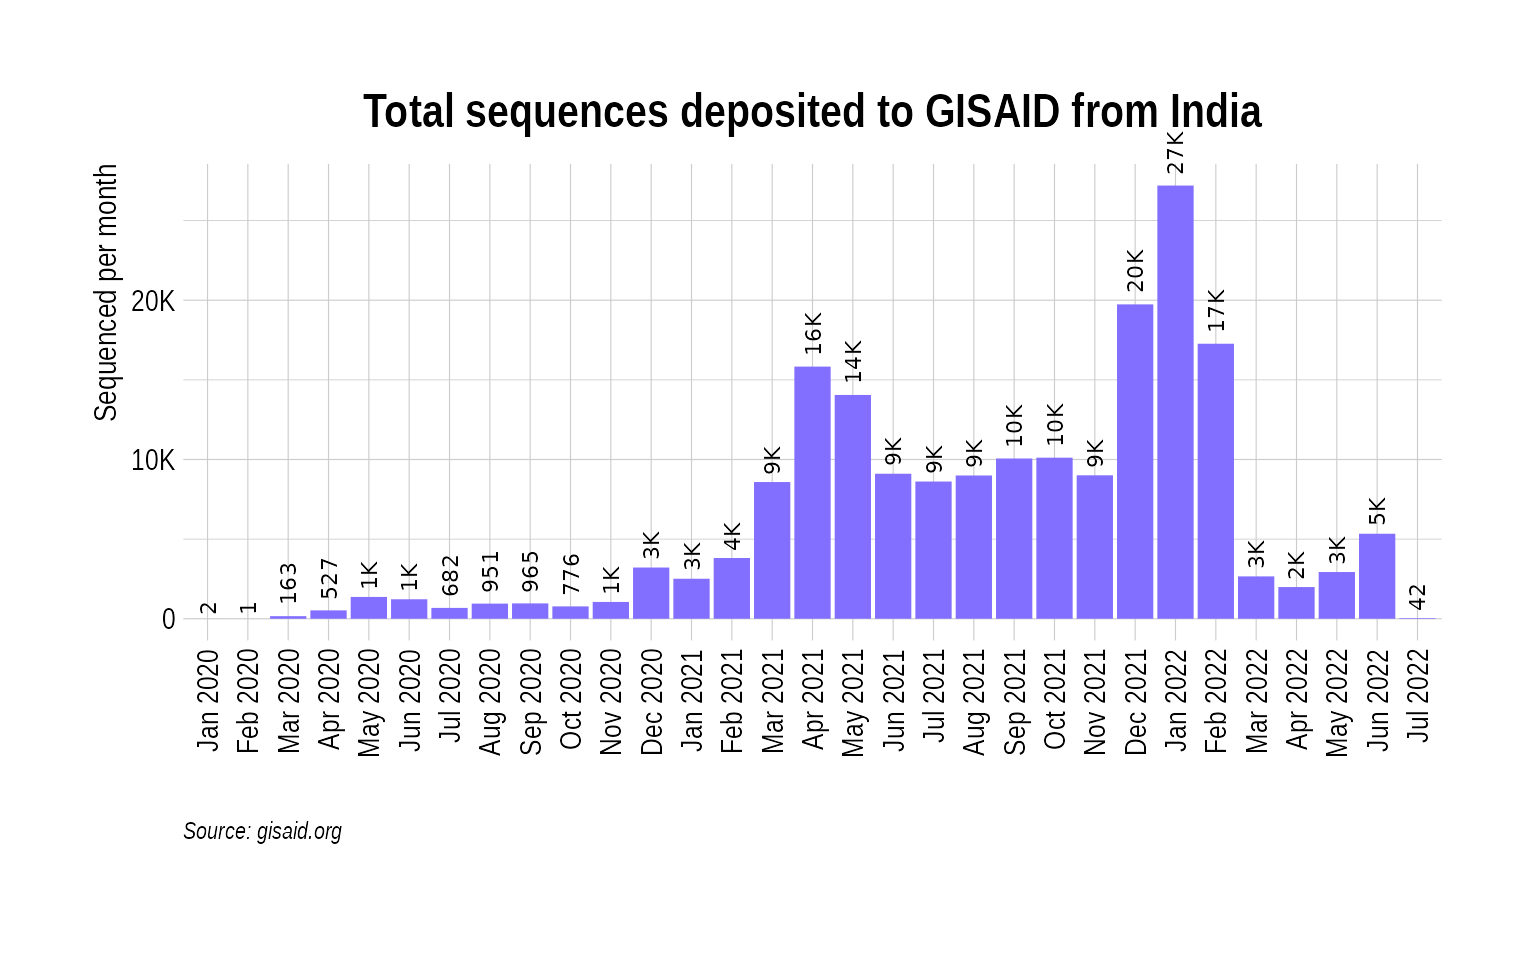 Total sequences deposited to GISAID from India
Sequenced per month
20K
10K
0
2
1
163
527
1K
1K
682
951
965
776
1K
3K
3K
4K
9K
16K
14K
9K
9K
9K
10K
10K
9K
20K
27K
17K
3K
2K
3K
5K
42
Jan 2020
Feb 2020
Mar 2020
Apr 2020
May 2020
Jun 2020
Jul 2020
Aug 2020
Sep 2020
Oct 2020
Nov 2020
Dec 2020
Jan 2021
Feb 2021
Mar 2021
Apr 2021
May 2021
Jun 2021
Jul 2021
Aug 2021
Sep 2021
Oct 2021
Nov 2021
Dec 2021
Jan 2022
Feb 2022
Mar 2022
Apr 2022
May 2022
Jun 2022
Jul 2022
Source: gisaid.org